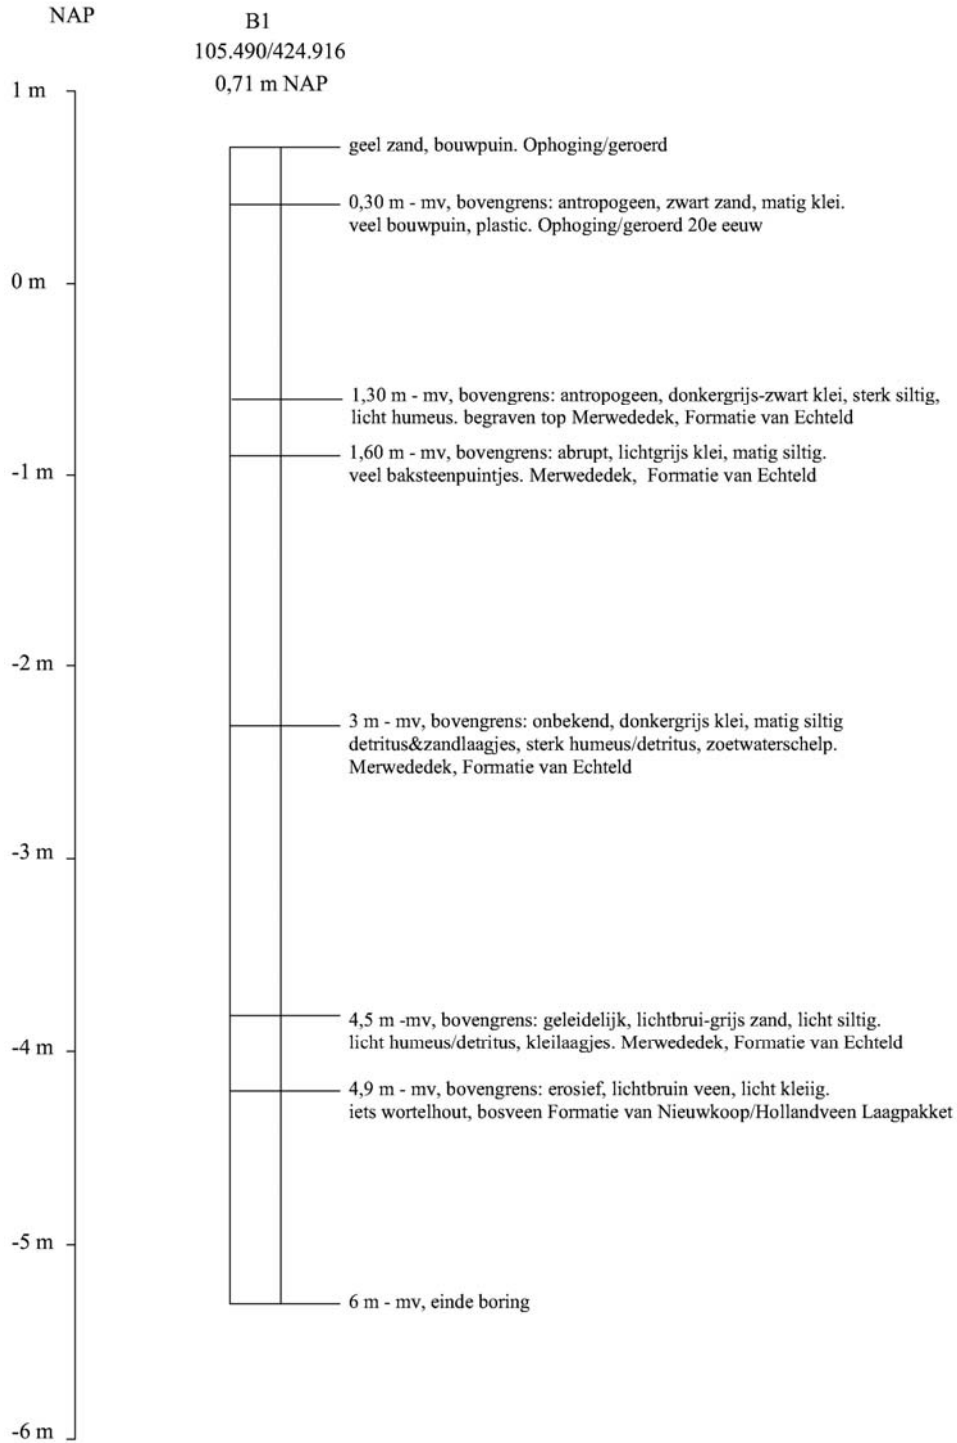 NAP
B1
105.490/424.916
0,71 m NAP
1 m
geel zand, bouwpuin. Ophoging/geroerd
0,30 m - mv, bovengrens: antropogeen, zwart zand, matig klei.
veel bouwpuin, plastic. Ophoging/geroerd 20e eeuw
0 m
1,30 m - mv, bovengrens: antropogeen, donkergrijs-zwart klei, sterk siltig,
licht humeus. begraven top Merwededek, Formatie van Echteld
1,60 m - mv, bovengrens: abrupt, lichtgrijs klei, matig siltig.
-1 m
veel baksteenpuintjes. Merwededek, Formatie van Echteld
-2 m
3 m - mv, bovengrens: onbekend, donkergrijs klei, matig siltig
detritus&zandlaagjes, sterk humeus/detritus, zoetwaterschelp.
Merwededek, Formatie van Echteld
-3 m
4,5 m -mv, bovengrens: geleidelijk, lichtbrui-grijs zand, licht siltig.
licht humeus/detritus, kleilaagjes. Merwededek, Formatie van Echteld
-4 m
4,9 m - mv, bovengrens: erosief, lichtbruin veen, licht kleiig.
iets wortelhout, bosveen Formatie van Nieuwkoop/Hollandveen Laagpakket
-5 m
6 m - mv, einde boring
-6 m